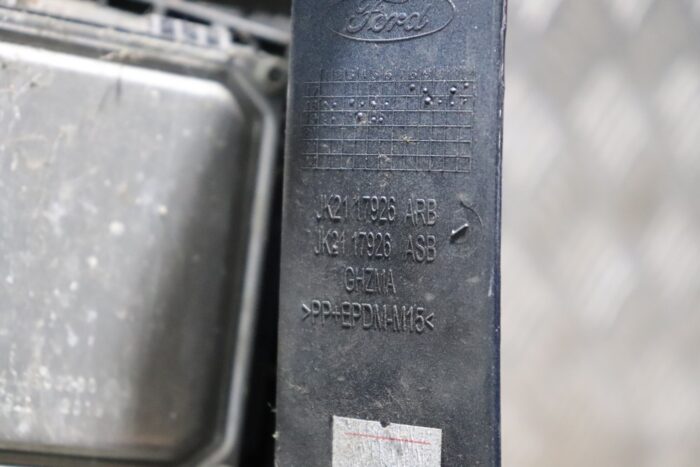 Ford
JK21 17926 ARB
JK21 17926 ASB
GHZMA
>PP+EPDM-M15<